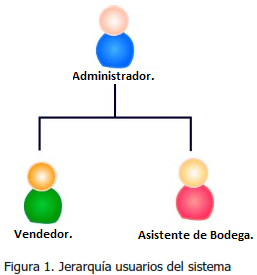 Administrador.
Vendedor.
Asistente de Bodega.
Figura 1. Jerarquía usuarios del sistema